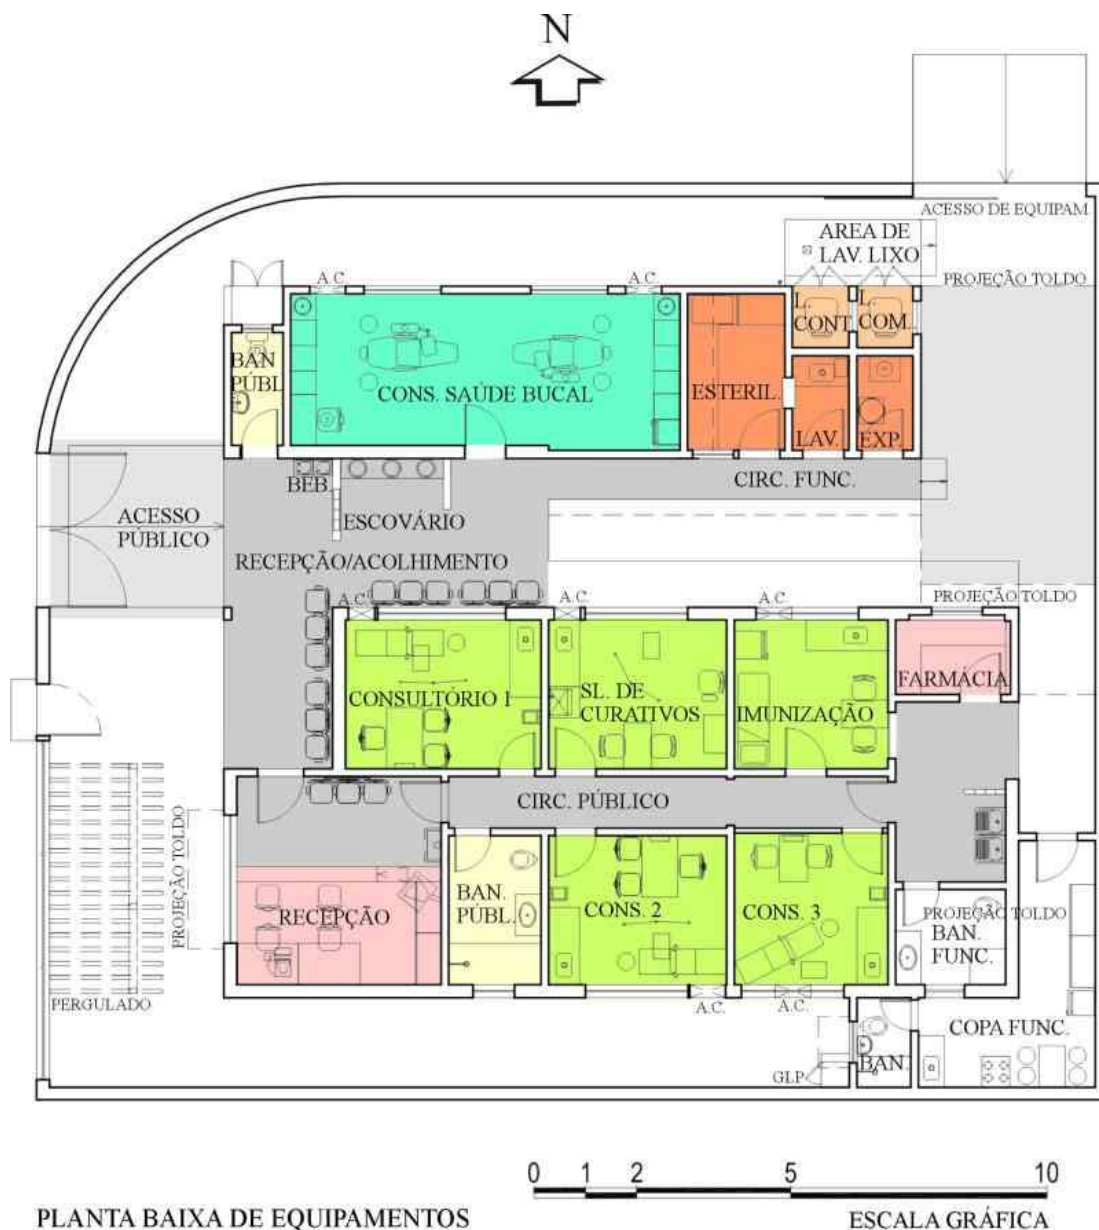 N
ACESSO DE EQUIPAM
AREA DE
LAV. LIXO
PROJEÇÃO TOLDO
A.C.
A.C.
L.
CONT
L.
COM.
BAN
PÚBL
CONS. SAÚDE BUCAL
ESTERIL.
LAV.
EXP.
BEB.
CIRC. FUNC.
ACESSO
PÚBLICO
ESCOVÁRIO
RECEPÇÃO/ACOLHIMENTO
A.C.
A.C.
A.C.
PROJEÇÃO TOLDO
CONSULTÓRIO 1
SL. DE
CURATIVOS
IMUNIZAÇÃO
FARMÁCIA
CIRC. PÚBLICO
PROJEÇÃO TOLDO
RECEPÇÃO
BAN.
PÚBL.
CONS. 2
CONS. 3
PROJEÇÃO TOLDO
BAN.
FUNC.
PERGULADO
A.C.
A.C.
COPA FUNC.
BAN.
GLP
0 1 2 5 10
PLANTA BAIXA DE EQUIPAMENTOS
ESCALA GRÁFICA